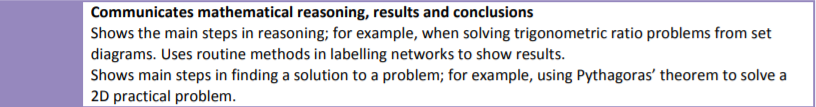 Communicates mathematical reasoning, results and conclusions
Shows the main steps in reasoning; for example, when solving trigonometric ratio problems from set
diagrams. Uses routine methods in labelling networks to show results.
Shows main steps in finding a solution to a problem; for example, using Pythagoras’ theorem to solve a
2D practical problem.